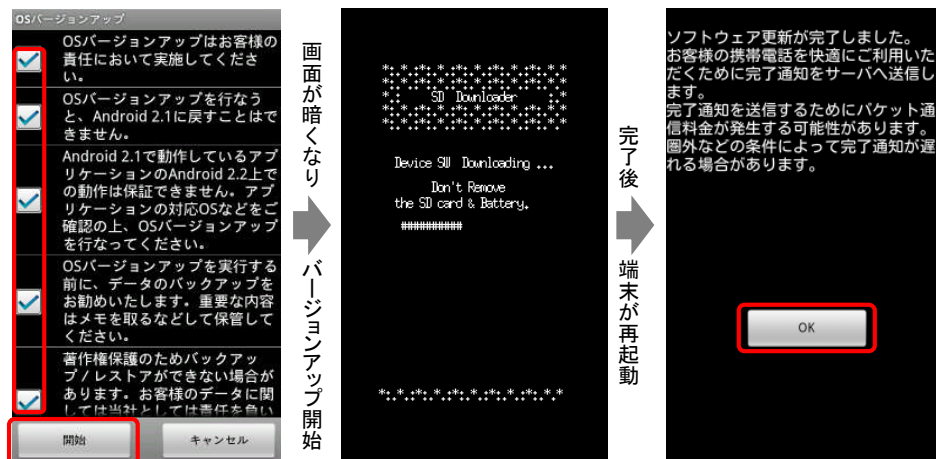 OSバージョンアップ
OSバージョンアップはお客様の
責任において実施してくださ
い。
OSバージョンアップを行なう
と、Android 2.1に戻すことはで
きません。
Android 2.1で動作しているアプ
リケーションのAndroid 2.2上で
の動作は保証できません。アプ
リケーションの対応OSなどをご
確認の上、OSバージョンアップ
を行なってください。
OSバージョンアップを実行する
前に、データのバックアップを
お勧めいたします。重要な内容
はメモを取るなどして保管して
ください。
著作権保護のためバックアッ
プ/レストアができない場合が
あります。お客様のデータに関
しては当社としては責任を負い
開始
キャンセル
画面が暗くなり
バージョンアップ開始
SD Downloader
Device SW Downloading ...
Don't Remove
the SD card & Battery.
###########
完了後
端末が再起動
ソフトウェア更新が完了しました。
お客様の携帯電話を快適にご利用いた
だくために完了通知をサーバへ送信し
ます。
完了通知を送信するためにパケット通
信料金が発生する可能性があります。
圏外などの条件によって完了通知が遅
れる場合があります。
OK